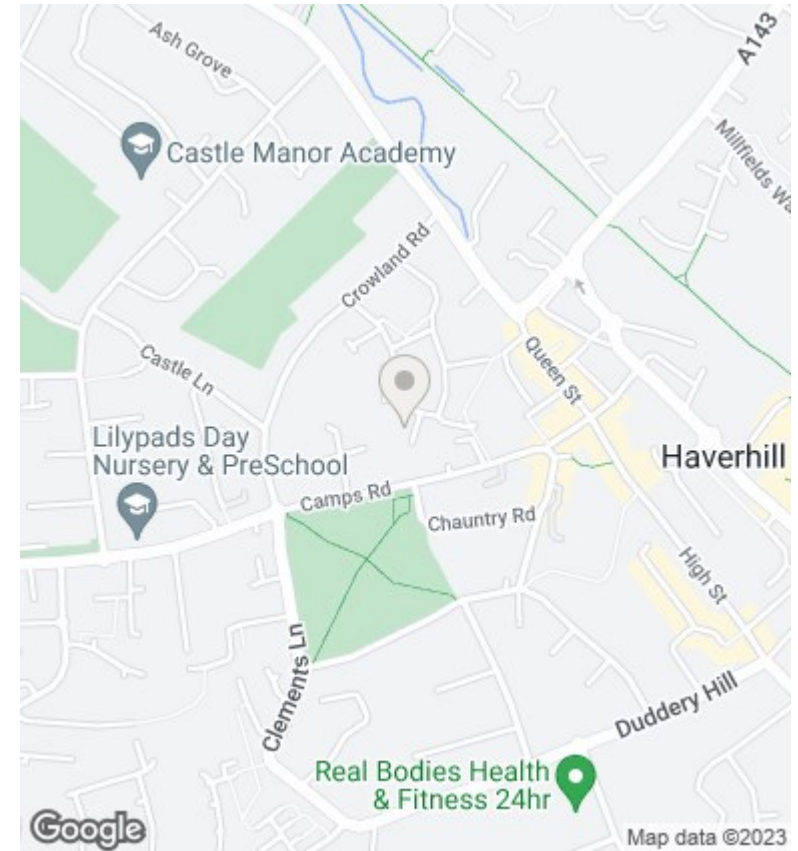 Ash Grove
A143
Millfields Wa
Castle Manor Academy
Crowland Rd
Castle Ln
Queen St
Lilypads Day
Nursery & PreSchool
Haverhill
Camps Rd
Chauntry Rd
High St
Clements Ln
Duddery Hill
Real Bodies Health
& Fitness 24hr
Google
Map data ©2023